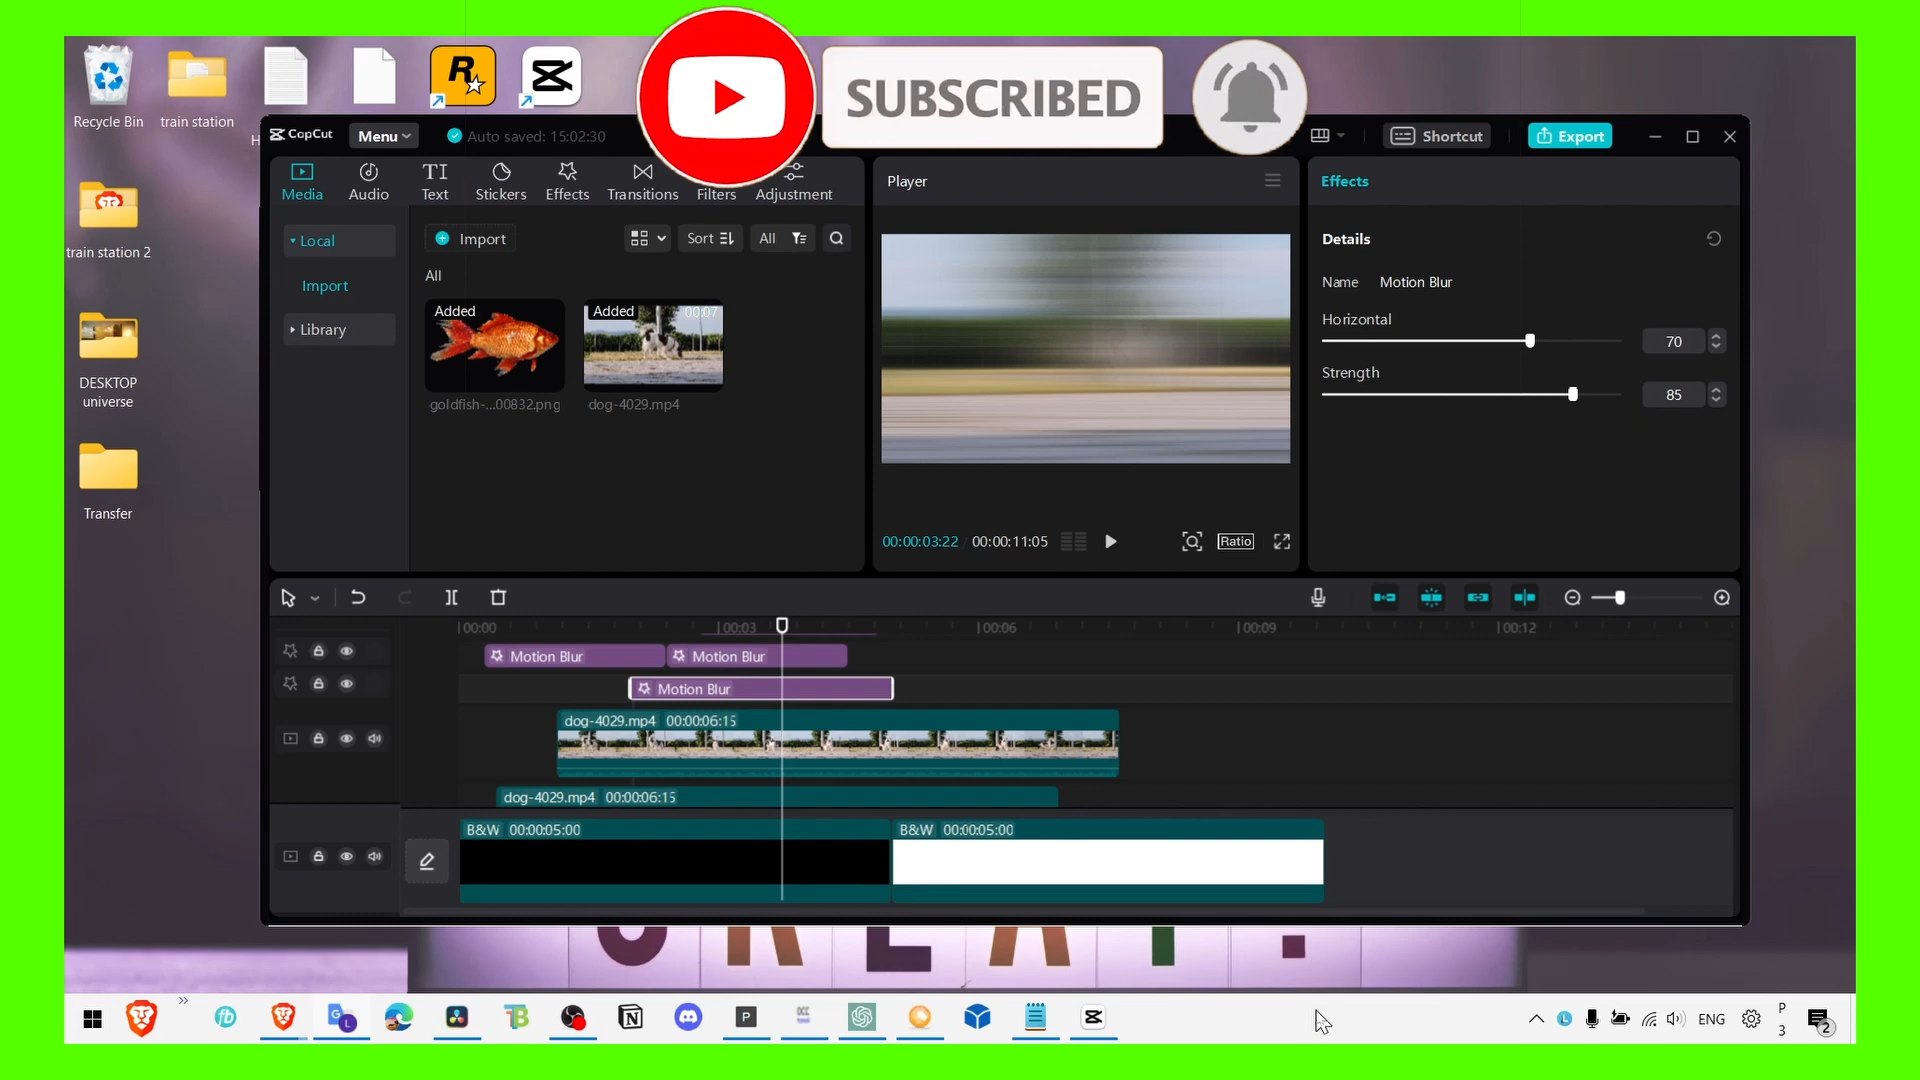 SUBSCRIBED
Recycle Bin
train station
train station 2
DESKTOP
universe
Transfer
CapCut
Menu
Auto saved: 15:02:30
Shortcut
Export
Media
Audio
TI
Text
Stickers
Effects
Transitions
Filters
Adjustment
Local
Import
Library
Import
Sort
All
All
Added
goldfish-...00832.png
Added
00:07
dog-4029.mp4
Player
00:00:03:22
00:00:11:05
Ratio
Effects
Details
Name
Motion Blur
Horizontal
70
Strength
85
00:00
00:03
00:06
00:09
00:12
Motion Blur
Motion Blur
Motion Blur
dog-4029.mp4 00:00:06:15
dog-4029.mp4 00:00:06:15
B&W 00:00:05:00
B&W 00:00:05:00
ENG
P
3
2